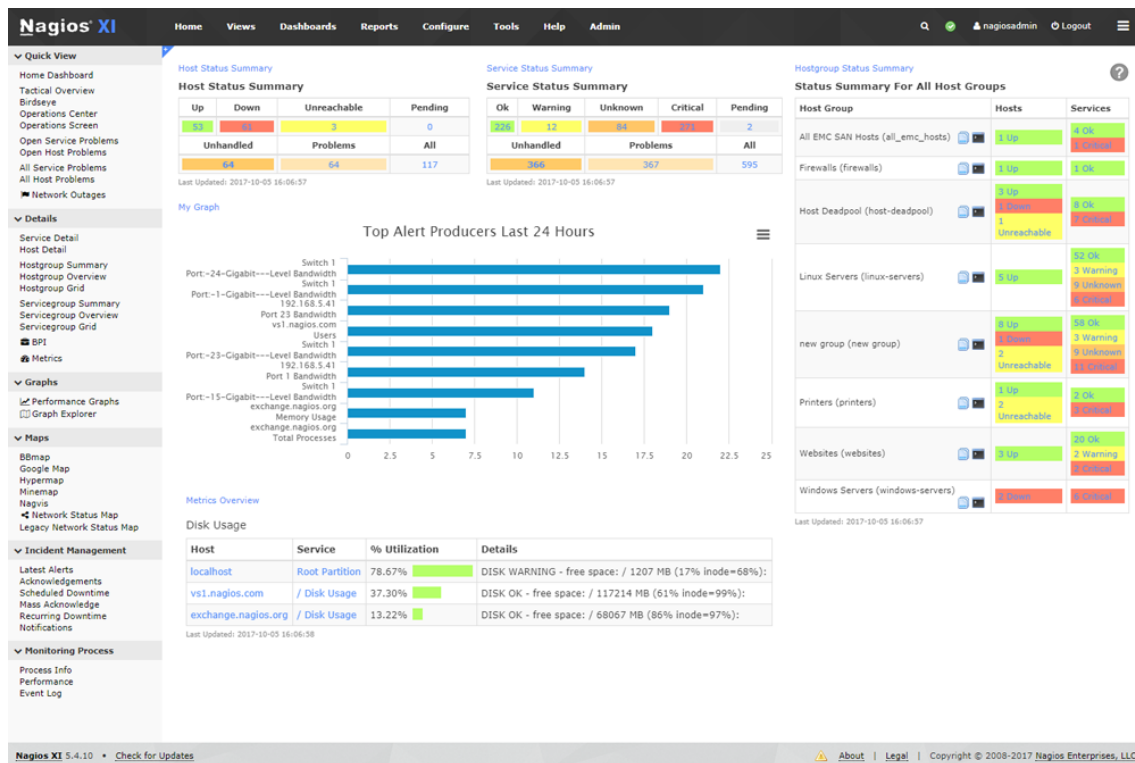 Nagios® XI
Home Views Dashboards Reports Configure Tools Help Admin
nagiosadmin Logout
Quick View
Home Dashboard
Tactical Overview
Birdseye
Operations Center
Operations Screen
Open Service Problems
Open Host Problems
All Service Problems
All Host Problems
Network Outages
Details
Service Detail
Host Detail
Hostgroup Summary
Hostgroup Overview
Hostgroup Grid
Servicegroup Summary
Servicegroup Overview
Servicegroup Grid
BPI
Metrics
Graphs
Performance Graphs
Graph Explorer
Maps
BBmap
Google Map
Hypermap
Minemap
Nagvis
Network Status Map
Legacy Network Status Map
Incident Management
Latest Alerts
Acknowledgements
Scheduled Downtime
Mass Acknowledge
Recurring Downtime
Notifications
Monitoring Process
Process Info
Performance
Event Log
Host Status Summary
Host Status Summary
Up Down Unreachable Pending
53 61 3 0
Unhandled Problems All
64 64 117
Last Updated: 2017-10-05 16:06:57
Service Status Summary
Service Status Summary
Ok Warning Unknown Critical Pending
226 12 84 271 2
Unhandled Problems All
366 367 595
Last Updated: 2017-10-05 16:06:57
My Graph
Top Alert Producers Last 24 Hours
Switch 1
Port:-24-Gigabit---Level Bandwidth
Switch 1
Port:-1-Gigabit---Level Bandwidth
192.168.5.41
Port 23 Bandwidth
vs1.nagios.com
Users
Switch 1
Port:-23-Gigabit---Level Bandwidth
192.168.5.41
Port 1 Bandwidth
Switch 1
Port:-15-Gigabit---Level Bandwidth
exchange.nagios.org
Memory Usage
exchange.nagios.org
Total Processes
0 2.5 5 7.5 10 12.5 15 17.5 20 22.5 25
Metrics Overview
Disk Usage
Host Service % Utilization Details
localhost Root Partition 78.67% DISK WARNING - free space: / 1207 MB (17% inode=68%):
vs1.nagios.com / Disk Usage 37.30% DISK OK - free space: / 117214 MB (61% inode=99%):
exchange.nagios.org / Disk Usage 13.22% DISK OK - free space: / 68067 MB (86% inode=97%):
Last Updated: 2017-10-05 16:06:58
Hostgroup Status Summary
Status Summary For All Host Groups
Host Group Hosts Services
All EMC SAN Hosts (all_emc_hosts) 1 Up
4 Ok
1 Critical
Firewalls (firewalls) 1 Up 1 Ok
Host Deadpool (host-deadpool)
3 Up
1 Down
1
Unreachable
8 Ok
7 Critical
Linux Servers (linux-servers) 5 Up
52 Ok
3 Warning
9 Unknown
6 Critical
new group (new group)
8 Up
1 Down
2
Unreachable
58 Ok
3 Warning
9 Unknown
11 Critical
Printers (printers)
1 Up
2
Unreachable
2 Ok
Critical
Websites (websites) 3 Up
20 Ok
2 Warning
2 Critical
Windows Servers (windows-servers) 2 Down 6 Critical
Last Updated: 2017-10-05 16:06:57
Nagios XI 5.4.10 • Check for Updates
About | Legal | Copyright © 2008-2017 Nagios Enterprises, LLC